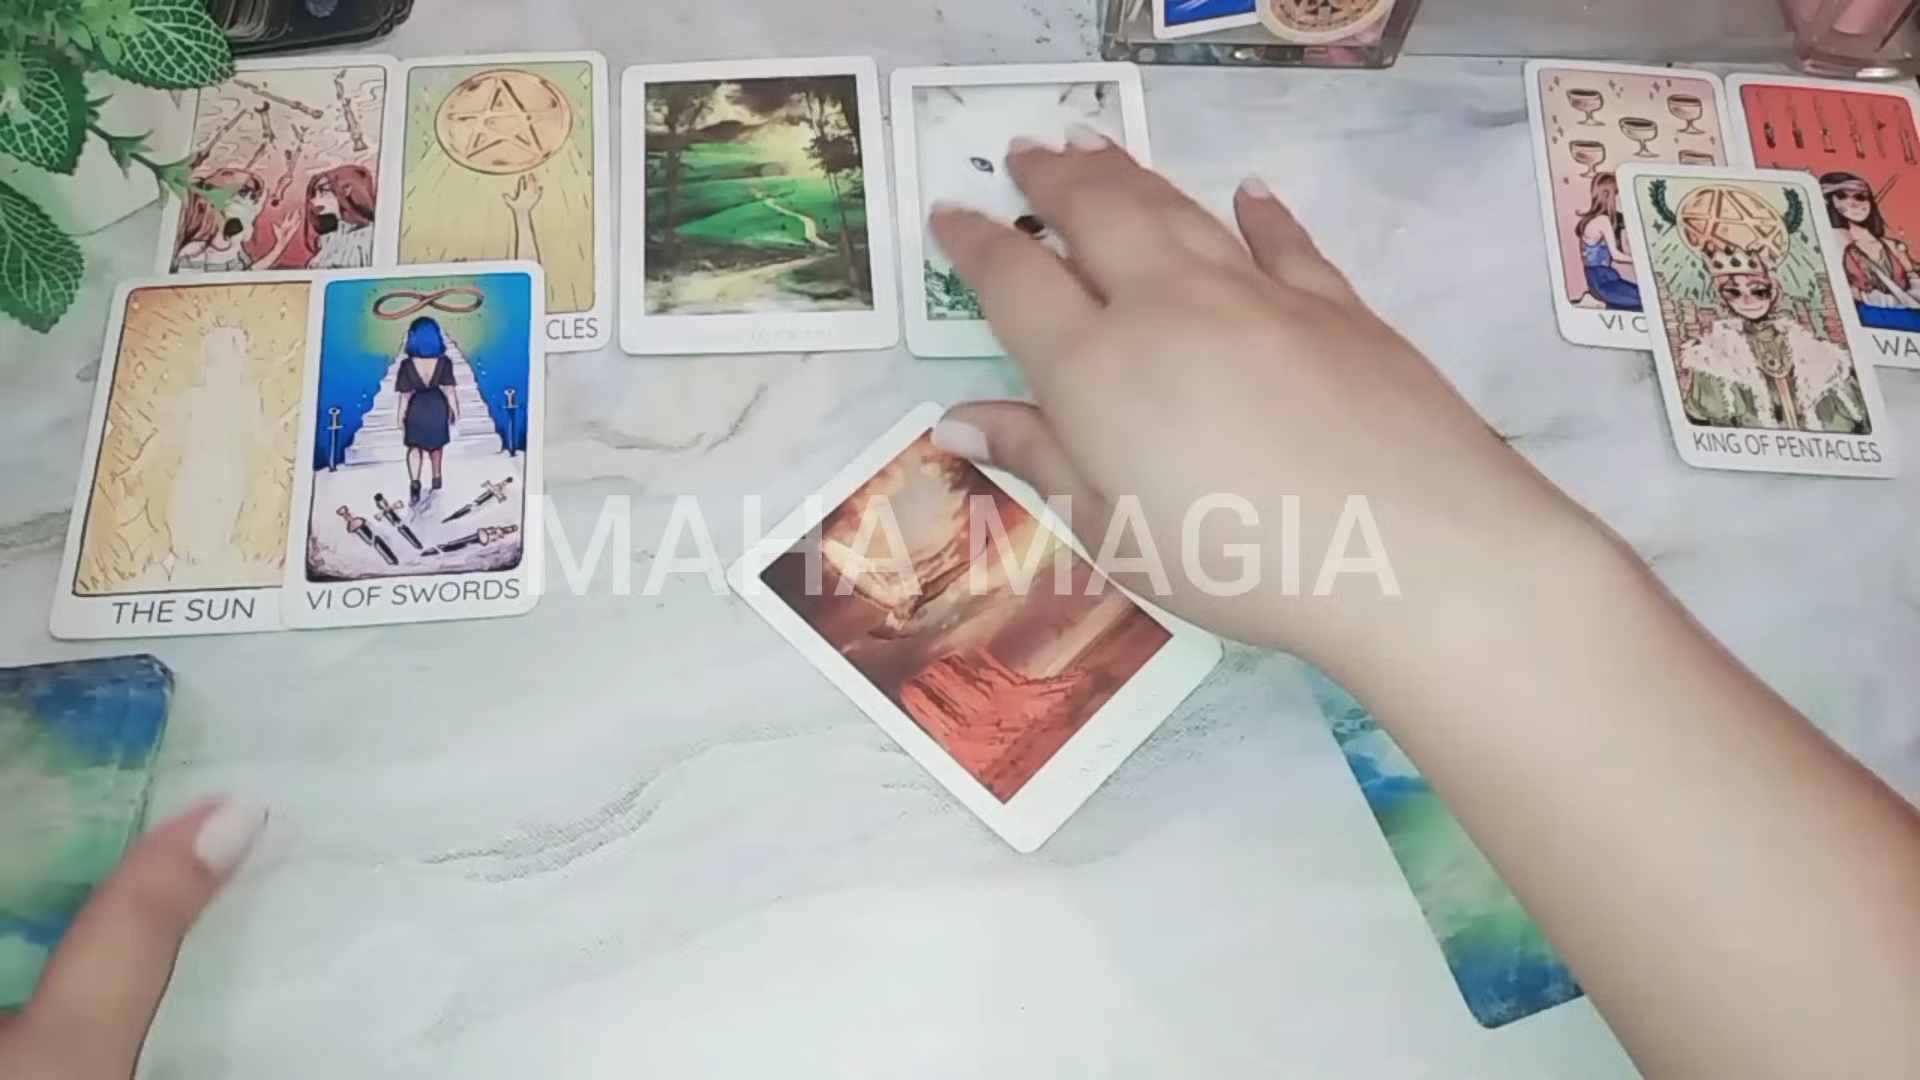 CLES
VI C
WA
KING OF PENTACLES
THE SUN
VI OF SWORDS
MAHA MAGIA